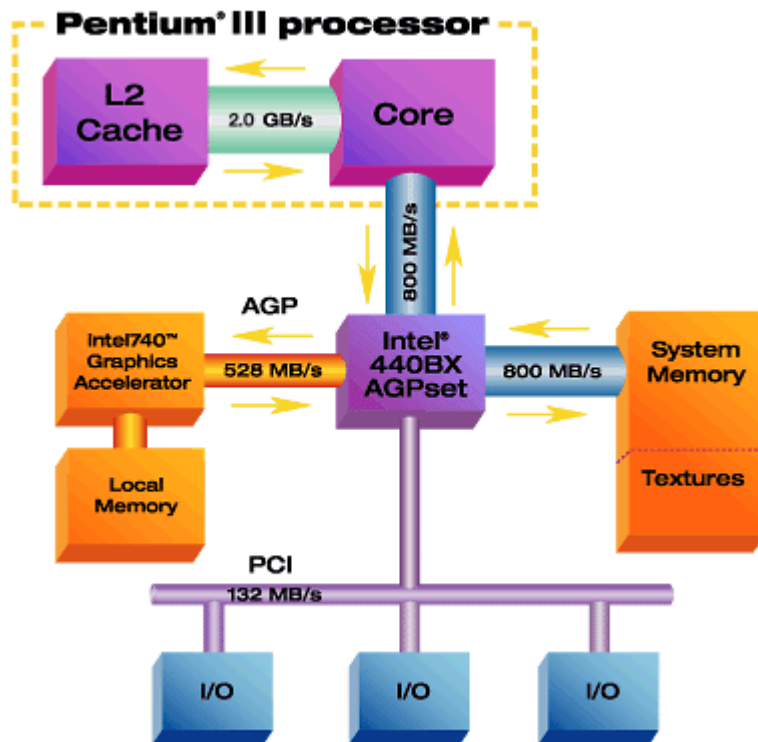 Pentium® III processor
L2
Cache
2.0 GB/s
Core
800 MB/s
AGP
intel740™
Graphics
Accelerator
528 MB/s
Intel®
440BX
AGPset
800 MB/s
System
Memory
Textures
Local
Memory
PCI
132 MB/s
I/O
I/O
I/O